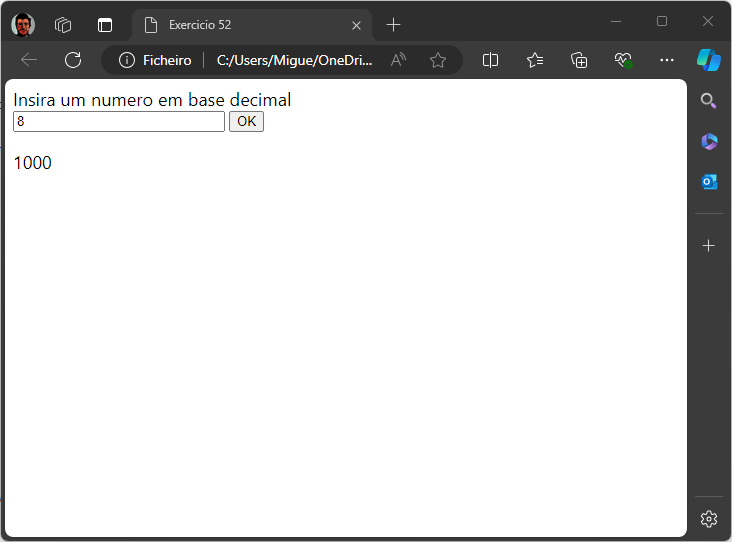 Exercicio 52
Ficheiro
C:/Users/Migue/OneDri...
Insira um numero em base decimal
8
OK
1000